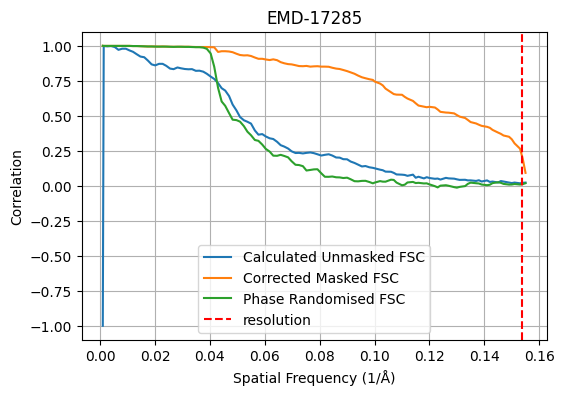 EMD-17285
1.00
0.75
0.50
0.25
0.00
−0.25
−0.50
−0.75
−1.00
Correlation
Calculated Unmasked FSC
Corrected Masked FSC
Phase Randomised FSC
resolution
0.00 0.02 0.04 0.06 0.08 0.10 0.12 0.14 0.16
Spatial Frequency (1/Å)